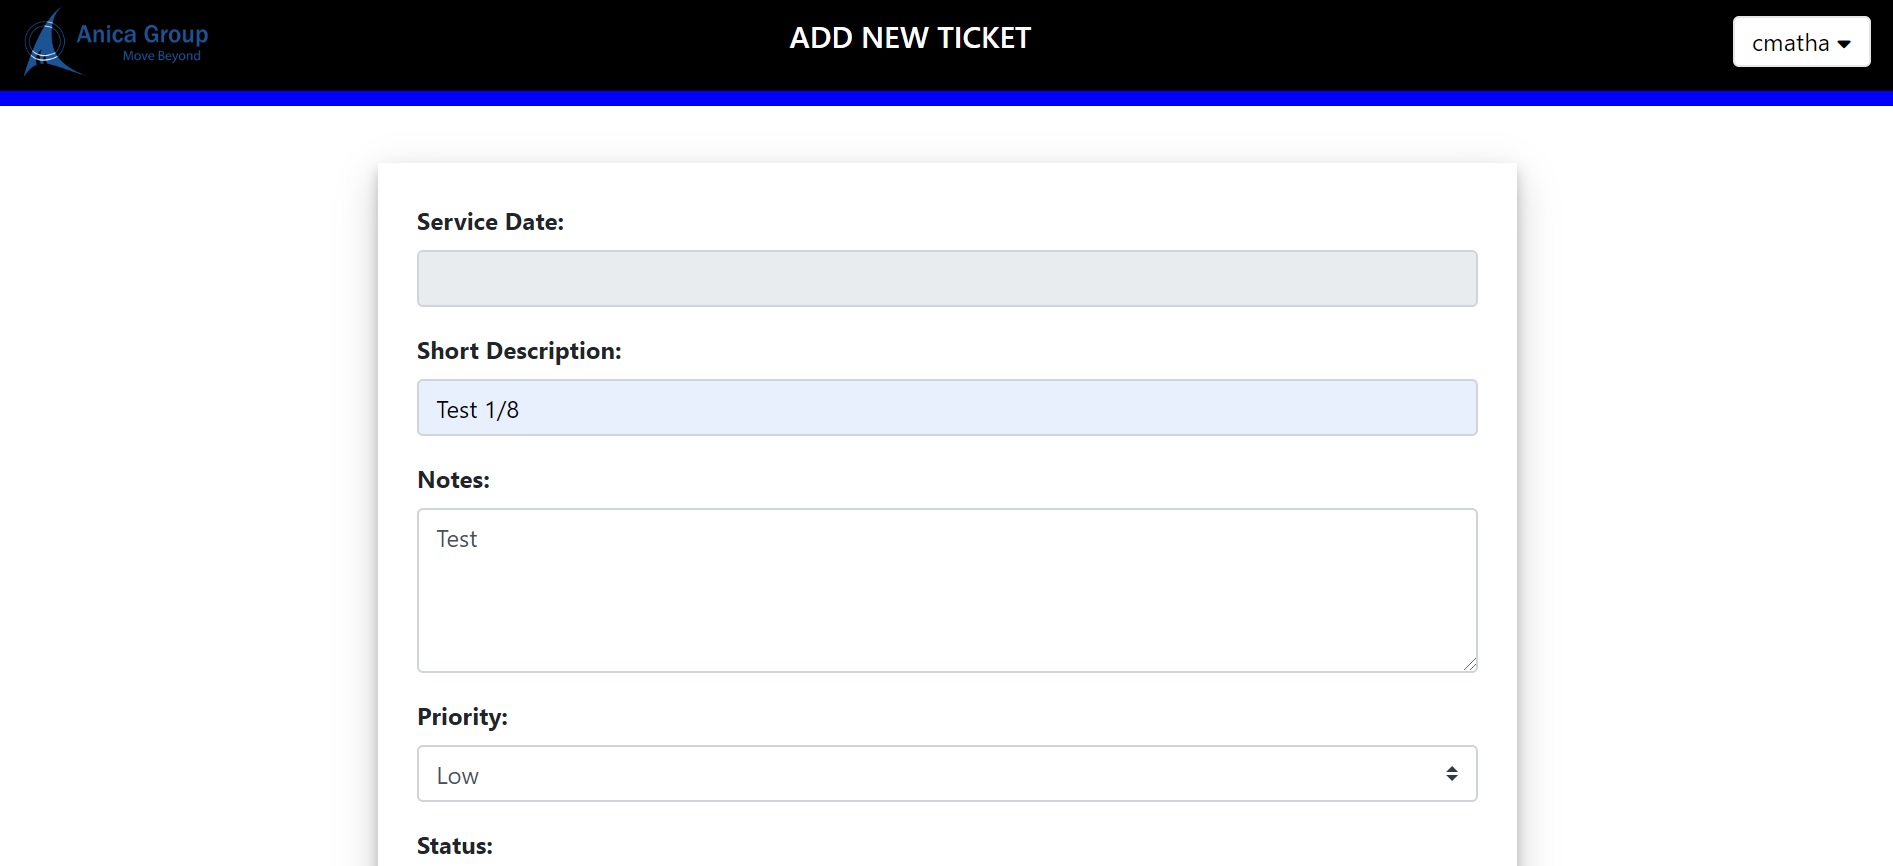 Anica Group
Move Beyond
ADD NEW TICKET
cmatha
Service Date:
Short Description:
Test 1/8
Notes:
Test
Priority:
Low
Status: